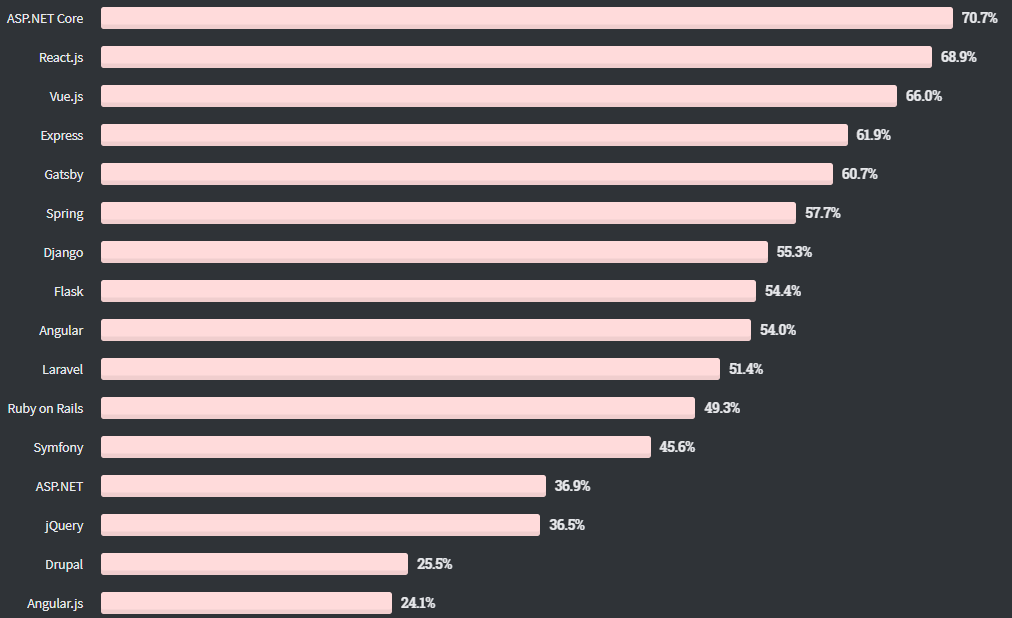 ASP.NET Core 70.7%
React.js 68.9%
Vue.js 66.0%
Express 61.9%
Gatsby 60.7%
Spring 57.7%
Django 55.3%
Flask 54.4%
Angular 54.0%
Laravel 51.4%
Ruby on Rails 49.3%
Symfony 45.6%
ASP.NET 36.9%
jQuery 36.5%
Drupal 25.5%
Angular.js 24.1%